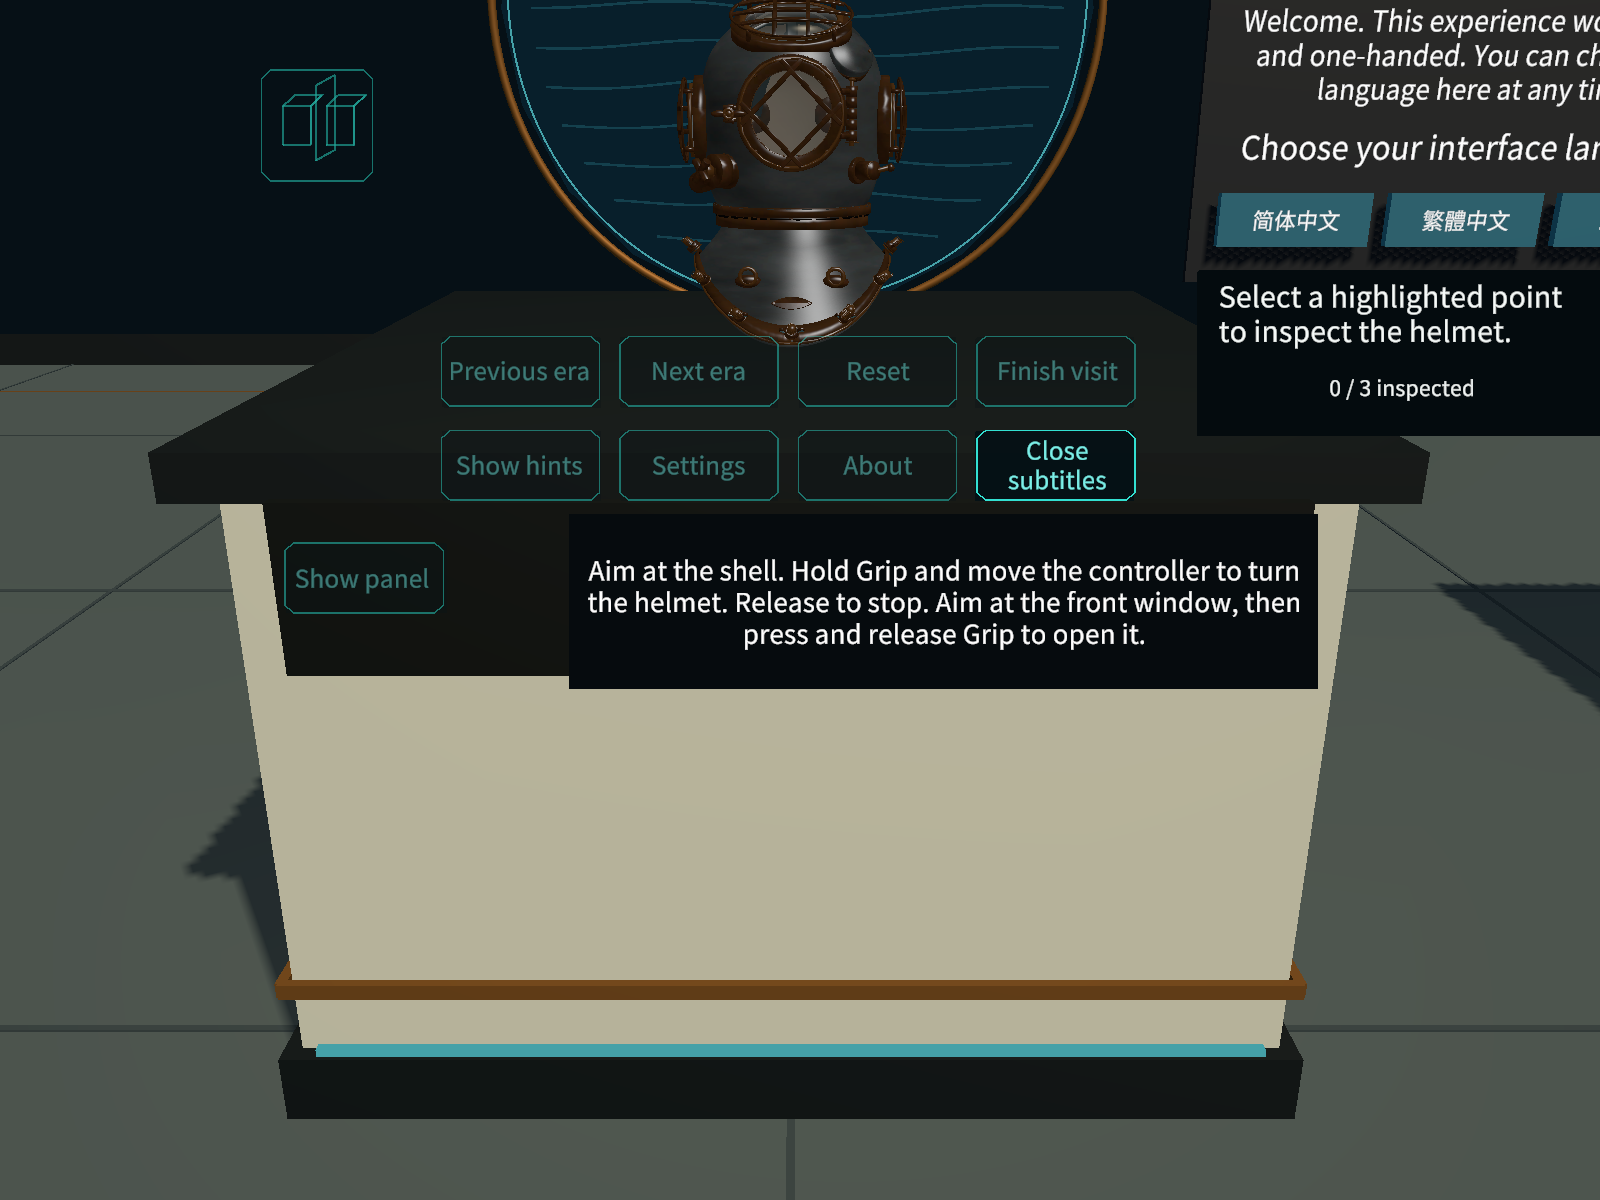 Welcome. This experience
and one-handed. You can
language here at any
Choose your interface
简体中文
繁體中文
Select a highlighted point
to inspect the helmet.
0 / 3 inspected
Previous era
Next era
Reset
Finish visit
Show hints
Settings
About
Close
subtitles
Show panel
Aim at the shell. Hold Grip and move the controller to turn
the helmet. Release to stop. Aim at the front window, then
press and release Grip to open it.